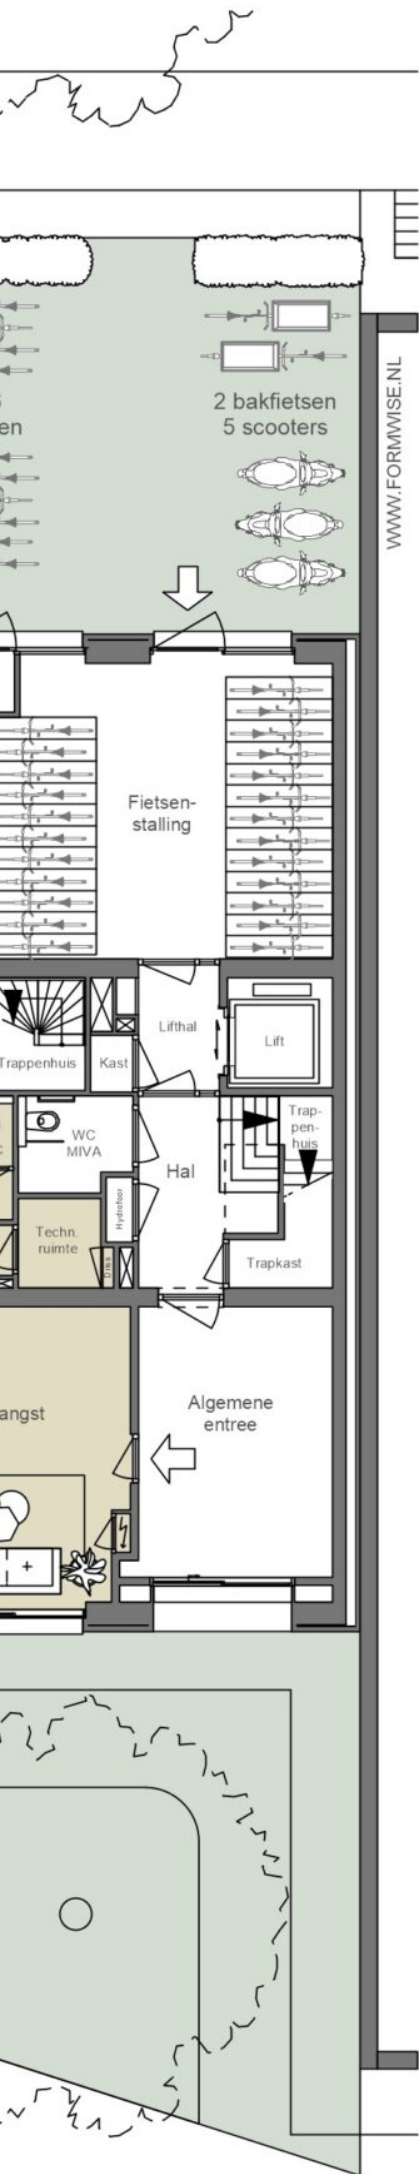 en
2 bakfietsen
5 scooters
WWW.FORMWISE.NL
Fietsen-
stalling
Lifthal
Lift
Trappenhuis
Kast
WC
MIVA
Trap-
pen-
huis
Hal
Hydrofoor
Techn.
ruimte
Trapkast
angst
Algemene
entree